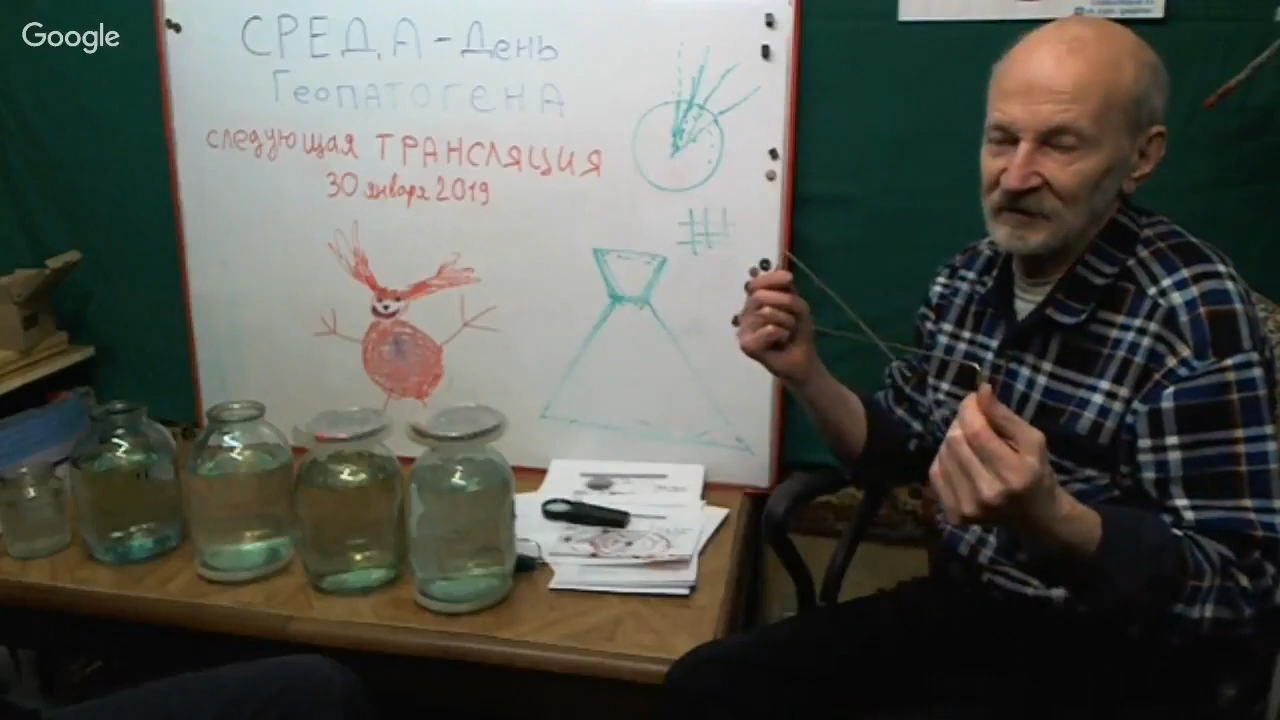 Google
СРЕДА - День
Геопатогена
следующая ТРАНСЛЯЦИЯ
30 января 2019